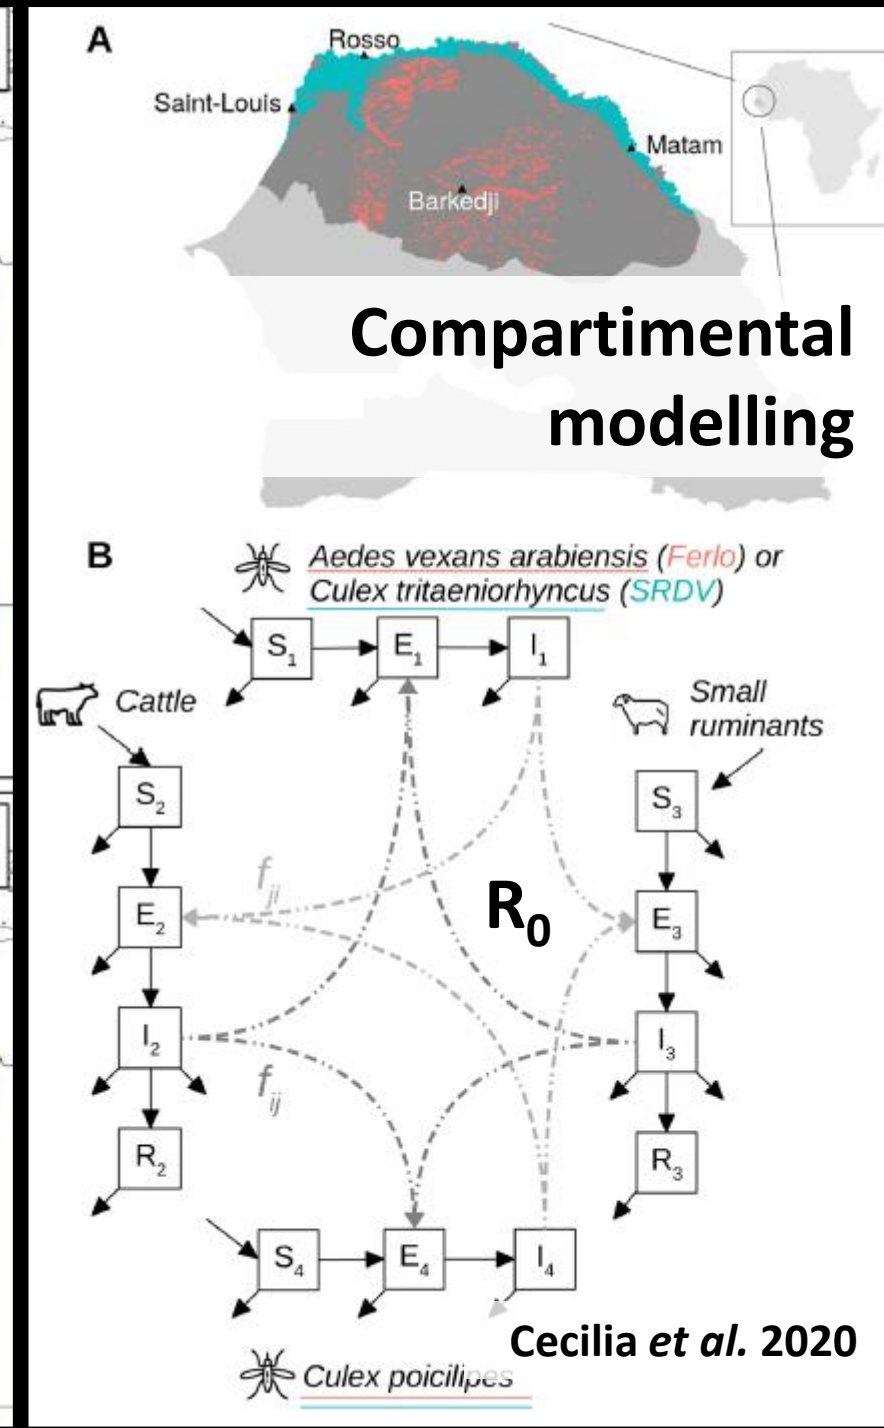 A
Rosso
Saint-Louis
Matam
Barkedji
Compartimental
modelling
B
Aedes vexans arabiensis (Ferlo) or
Culex tritaeniorhyncus (SRDV)
S₁ E₁ I₁
Cattle
Small
ruminants
S₂
S₃
f_ji
E₂
R₀
E₃
I₂
I₃
f_ij
R₂
R₃
S₄ E₄ I₄
Cecilia et al. 2020
Culex poicilipes